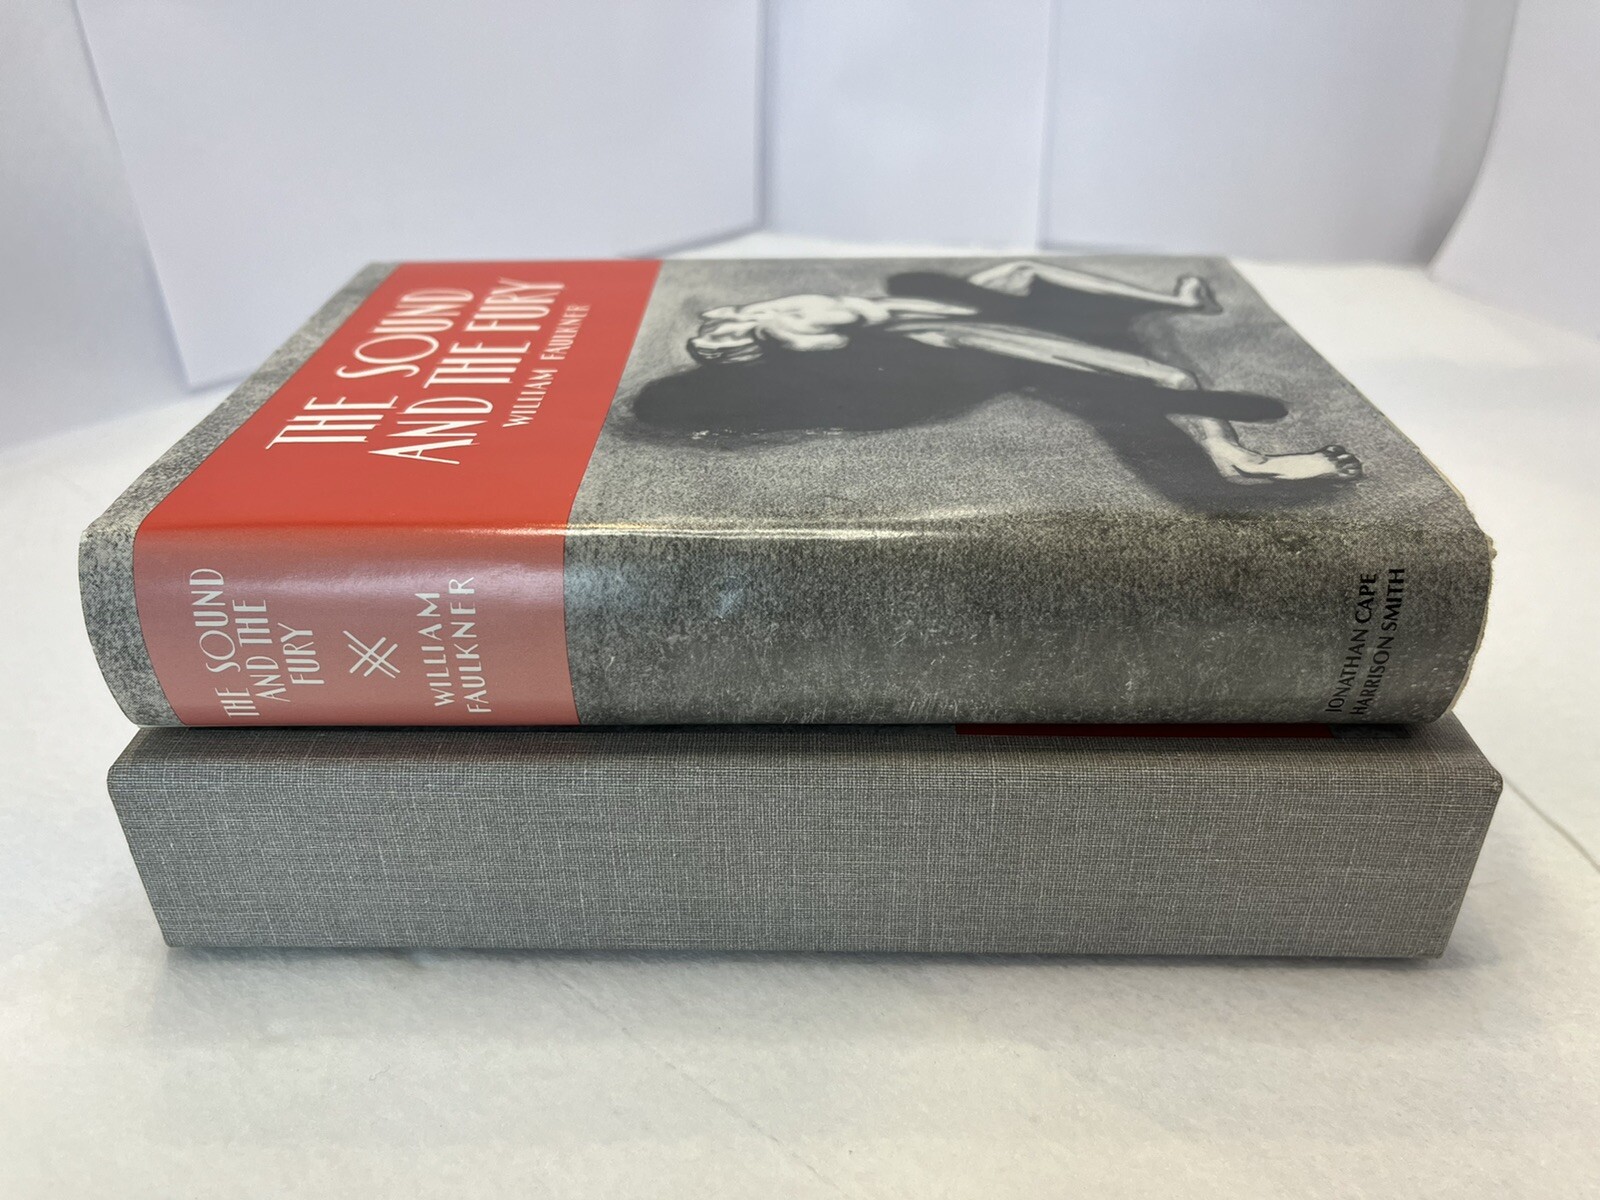 THE SOUND
AND THE FURY
WILLIAM FAULKNER
THE SOUND
AND THE
FURY
WILLIAM
FAULKNER
JONATHAN CAPE
HARRISON SMITH